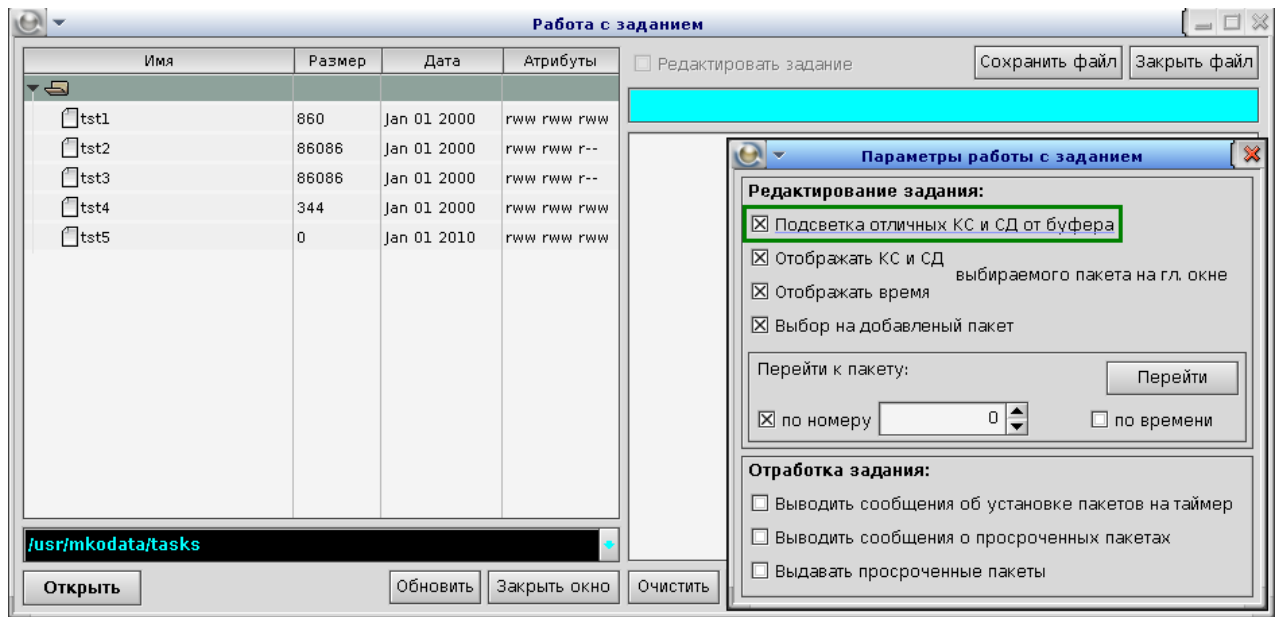 Работа с заданием
Имя Размер Дата Атрибуты
Редактировать задание Сохранить файл Закрыть файл
tst1 860 Jan 01 2000 rww rww rww
tst2 86086 Jan 01 2000 rww rww r--
tst3 86086 Jan 01 2000 rww rww r--
tst4 344 Jan 01 2000 rww rww rww
tst5 0 Jan 01 2010 rww rww rww
/usr/mkodata/tasks
Открыть Обновить Закрыть окно Очистить
Параметры работы с заданием
Редактирование задания:
Подсветка отличных КС и СД от буфера
Отображать КС и СД
выбираемого пакета на гл. окне
Отображать время
Выбор на добавленый пакет
Перейти к пакету:
Перейти
по номеру 0 по времени
Отработка задания:
Выводить сообщения об установке пакетов на таймер
Выводить сообщения о просроченных пакетах
Выдавать просроченные пакеты